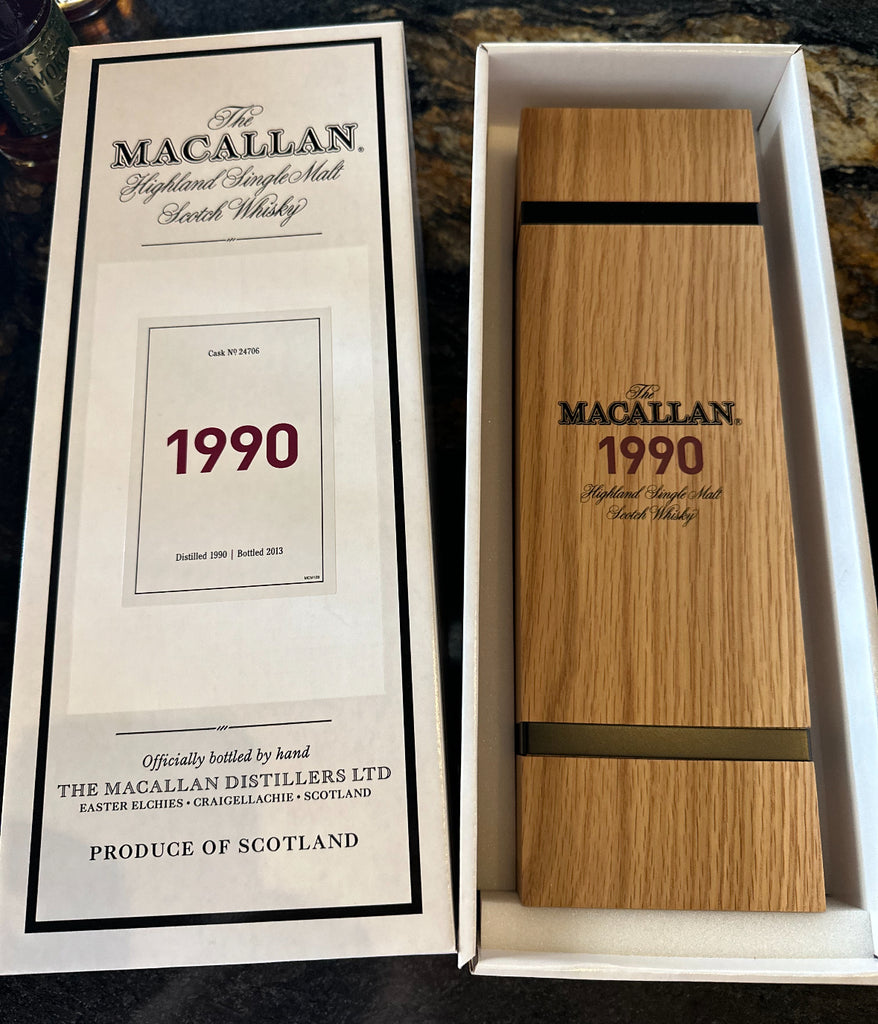 The
MACALLAN®
Highland Single Malt
Scotch Whisky
Cask Nº 24706
1990
Distilled 1990 | Bottled 2013
Officially bottled by hand
THE MACALLAN DISTILLERS LTD
EASTER ELCHIES • CRAIGELLACHIE • SCOTLAND
PRODUCE OF SCOTLAND
The
MACALLAN®
1990
Highland Single Malt
Scotch Whisky